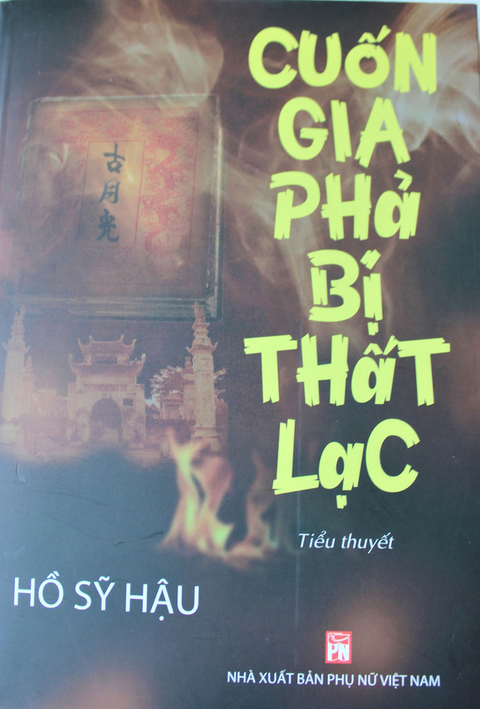 CUỐN
GIA
PHẢ
BỊ
THẤT
LẠC
古
月
光
Tiểu thuyết
HỒ SỸ HẬU
PN
NHÀ XUẤT BẢN PHỤ NỮ VIỆT NAM